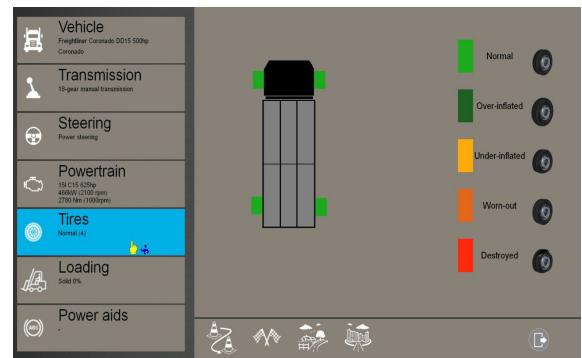 Vehicle
Freightliner Coronado DD15 500hp
Coronado
Transmission
18-gear manual transmission
Steering
Power steering
Powertrain
15l C15 625hp
466kW (2100 rpm)
2780 Nm (1000rpm)
Tires
Normal (4)
Loading
Solid 0%
Power aids
-
ABS
Normal
Over-inflated
Under-inflated
Worn-out
Destroyed